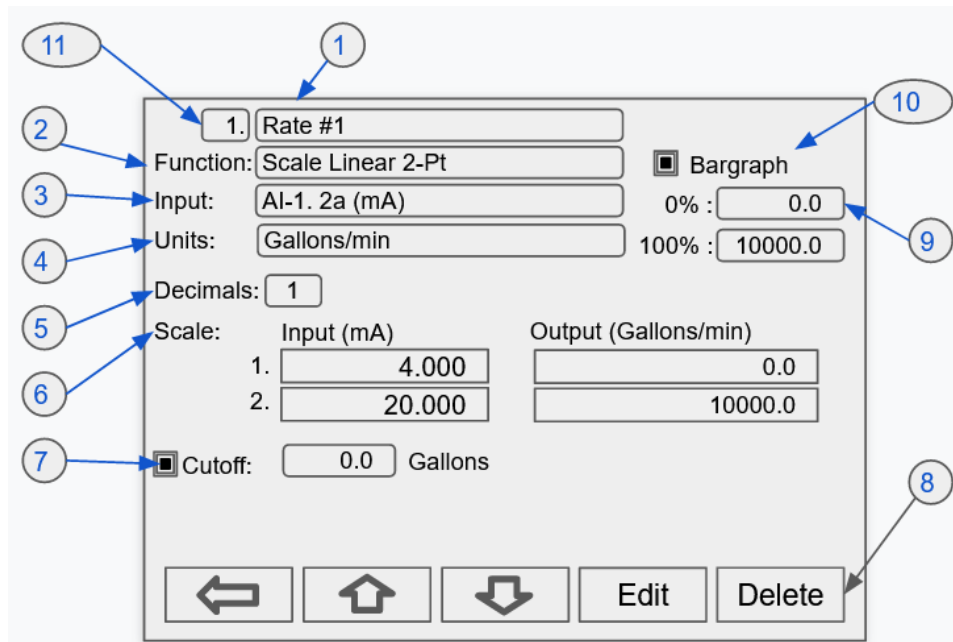 11
1
10
1. Rate #1
2
Function: Scale Linear 2-Pt
Bargraph
3
Input: AI-1. 2a (mA)
0% : 0.0
4
Units: Gallons/min
100% : 10000.0
9
5
Decimals: 1
Scale: Input (mA) Output (Gallons/min)
1. 4.000 0.0
6
2. 20.000 10000.0
7
Cutoff: 0.0 Gallons
8
Edit Delete